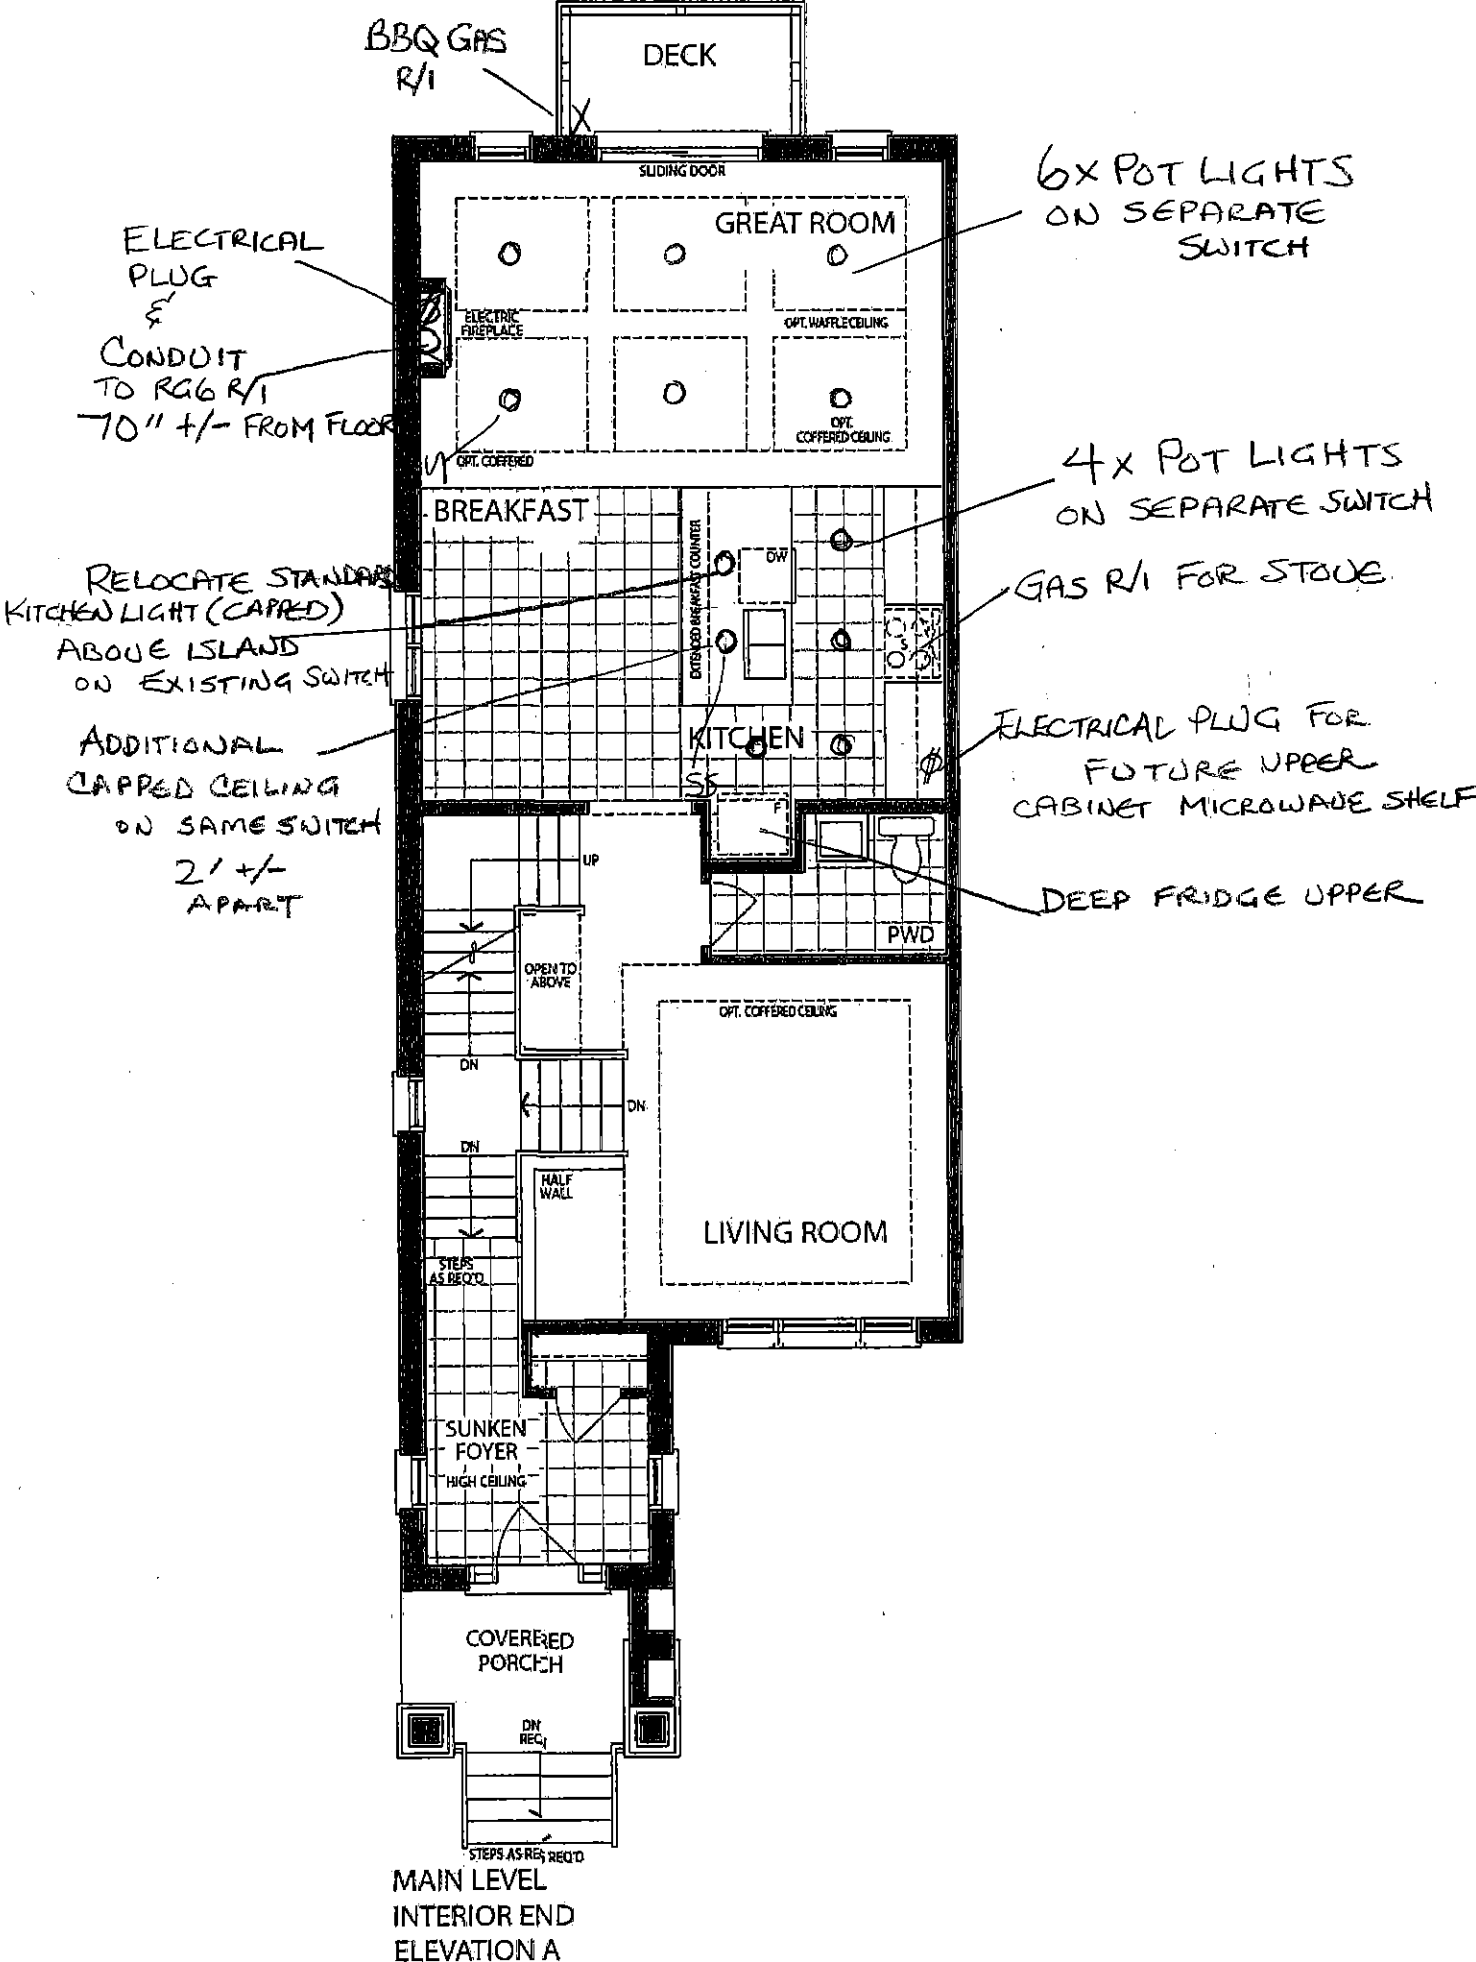 BBQ GAS
R/I
DECK
SLIDING DOOR
6X POT LIGHTS
ON SEPARATE
SWITCH
GREAT ROOM
ELECTRICAL
PLUG
&
CONDUIT
TO RG6 R/I
70" +/- FROM FLOOR
ELECTRIC
FIREPLACE
OPT. WAFFLE CEILING
OPT.
COFFERED CEILING
OPT. COFFERED
4X POT LIGHTS
ON SEPARATE SWITCH
BREAKFAST
EXTENDED BREAKFAST COUNTER
DW
GAS R/I FOR STOVE
S
RELOCATE STANDARD
KITCHEN LIGHT (CAPPED)
ABOVE ISLAND
ON EXISTING SWITCH
ADDITIONAL
CAPPED CEILING
ON SAME SWITCH
2' +/-
APART
KITCHEN
SS
ELECTRICAL PLUG FOR
FUTURE UPPER
CABINET MICROWAVE SHELF
F
DEEP FRIDGE UPPER
UP
PWD
OPEN TO
ABOVE
OPT. COFFERED CEILING
DN
DN
DN
HALF
WALL
LIVING ROOM
STEPS
AS REQ'D
SUNKEN
FOYER
HIGH CEILING
COVERED
PORCH
DN
STEPS AS REQ'D
MAIN LEVEL
INTERIOR END
ELEVATION A